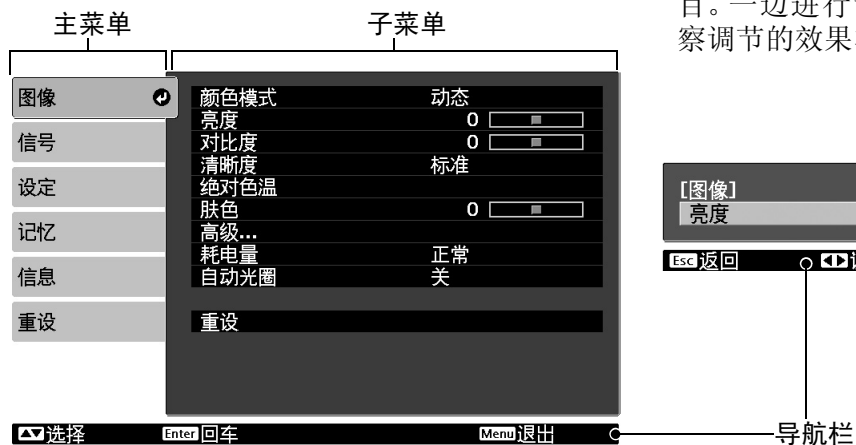 主菜单
子菜单
图像
信号
设定
记忆
信息
重设
颜色模式 动态
亮度 0
对比度 0
清晰度 标准
绝对色温
肤色 0
高级...
耗电量 正常
自动光圈 关
重设
选择 Enter 回车 Menu 退出
目。一边进行
察调节的效果
[图像]
亮度
Esc 返回
导航栏